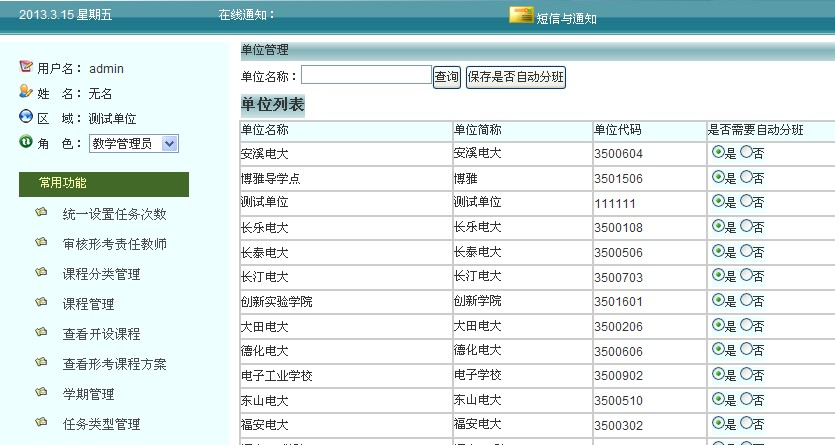 2013.3.15 星期五 在线通知： 短信与通知
用户名： admin
姓 名： 无名
区 域： 测试单位
角 色： 教学管理员
常用功能
统一设置任务次数
审核形考责任教师
课程分类管理
课程管理
查看开设课程
查看形考课程方案
学期管理
任务类型管理
单位管理
单位名称： 查询 保存是否自动分班
单位列表
单位名称 单位简称 单位代码 是否需要自动分班
安溪电大 安溪电大 3500604 是 否
博雅导学点 博雅 3501506 是 否
测试单位 测试单位 111111 是 否
长乐电大 长乐电大 3500108 是 否
长泰电大 长泰电大 3500506 是 否
长汀电大 长汀电大 3500703 是 否
创新实验学院 创新学院 3501601 是 否
大田电大 大田电大 3500206 是 否
德化电大 德化电大 3500606 是 否
电子工业学校 电子学校 3500902 是 否
东山电大 东山电大 3500510 是 否
福安电大 福安电大 3500302 是 否